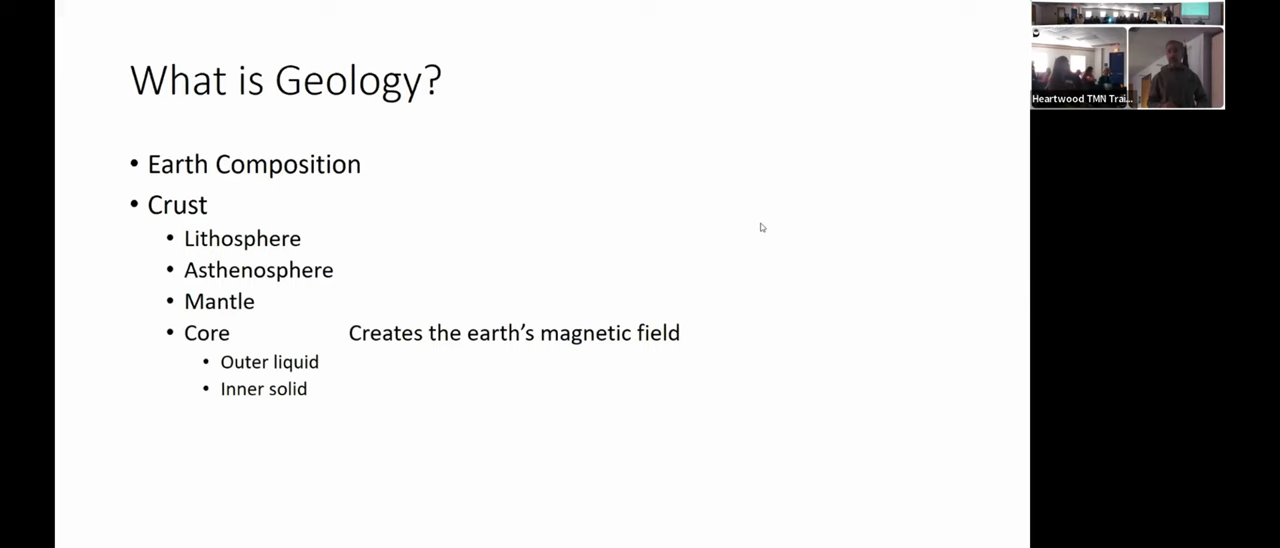 What is Geology?
• Earth Composition
• Crust
• Lithosphere
• Asthenosphere
• Mantle
• Core Creates the earth’s magnetic field
• Outer liquid
• Inner solid
Heartwood TMN Trai...